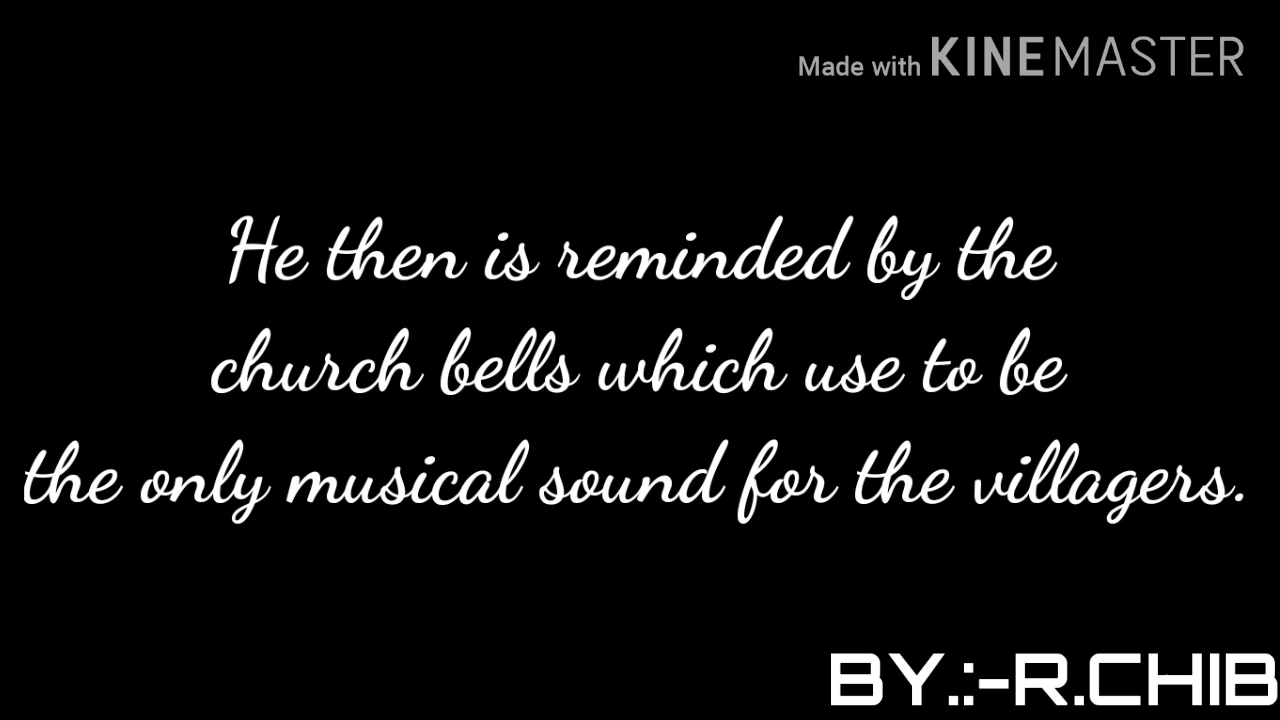 Made with KINEMASTER
He then is reminded by the
church bells which use to be
the only musical sound for the villagers.
BY.:-R.CHIB